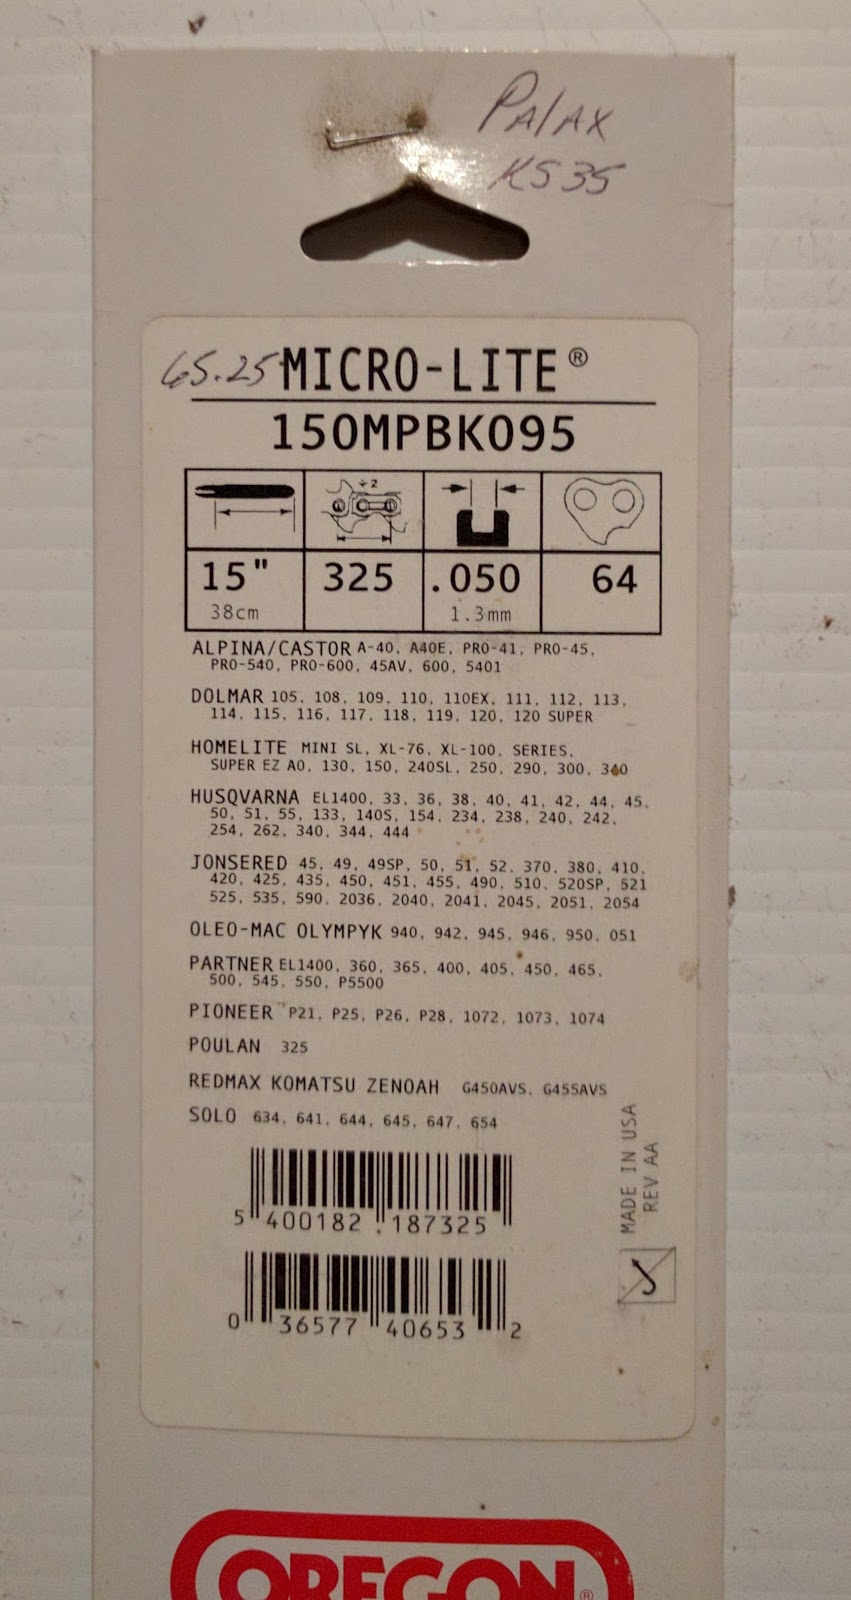 Palax
KS35
65.25 MICRO-LITE®
150MPBK095
÷2
15" 325 .050 64
38cm 1.3mm
ALPINA/CASTOR A-40, A40E, PRO-41, PRO-45,
PRO-540, PRO-600, 45AV, 600, 5401
DOLMAR 105, 108, 109, 110, 110EX, 111, 112, 113,
114, 115, 116, 117, 118, 119, 120, 120 SUPER
HOMELITE MINI SL, XL-76, XL-100, SERIES,
SUPER EZ AO, 130, 150, 240SL, 250, 290, 300, 340
HUSQVARNA EL1400, 33, 36, 38, 40, 41, 42, 44, 45,
50, 51, 55, 133, 140S, 154, 234, 238, 240, 242,
254, 262, 340, 344, 444
JONSERED 45, 49, 49SP, 50, 51, 52, 370, 380, 410,
420, 425, 435, 450, 451, 455, 490, 510, 520SP, 521
525, 535, 590, 2036, 2040, 2041, 2045, 2051, 2054
OLEO-MAC OLYMPYK 940, 942, 945, 946, 950, 051
PARTNER EL1400, 360, 365, 400, 405, 450, 465,
500, 545, 550, P5500
PIONEER P21, P25, P26, P28, 1072, 1073, 1074
POULAN 325
REDMAX KOMATSU ZENOAH G450AVS, G455AVS
SOLO 634, 641, 644, 645, 647, 654
MADE IN USA
REV AA
5 400182 187325
0 36577 40653 2
OREGON®